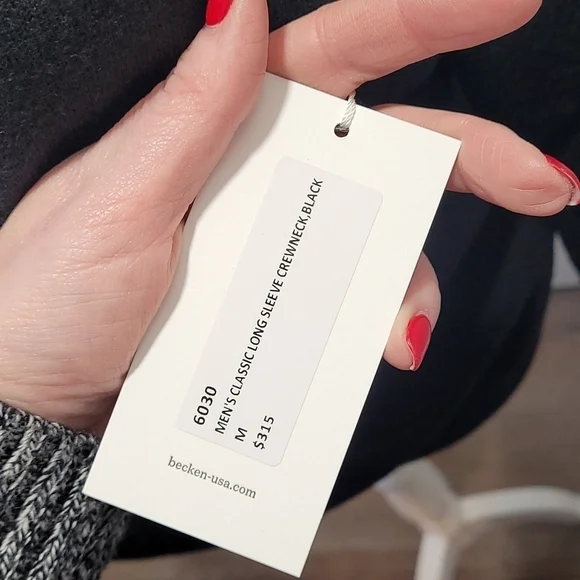 6030
MEN'S CLASSIC LONG SLEEVE CREWNECK,BLACK
M
$315
becken-usa.com